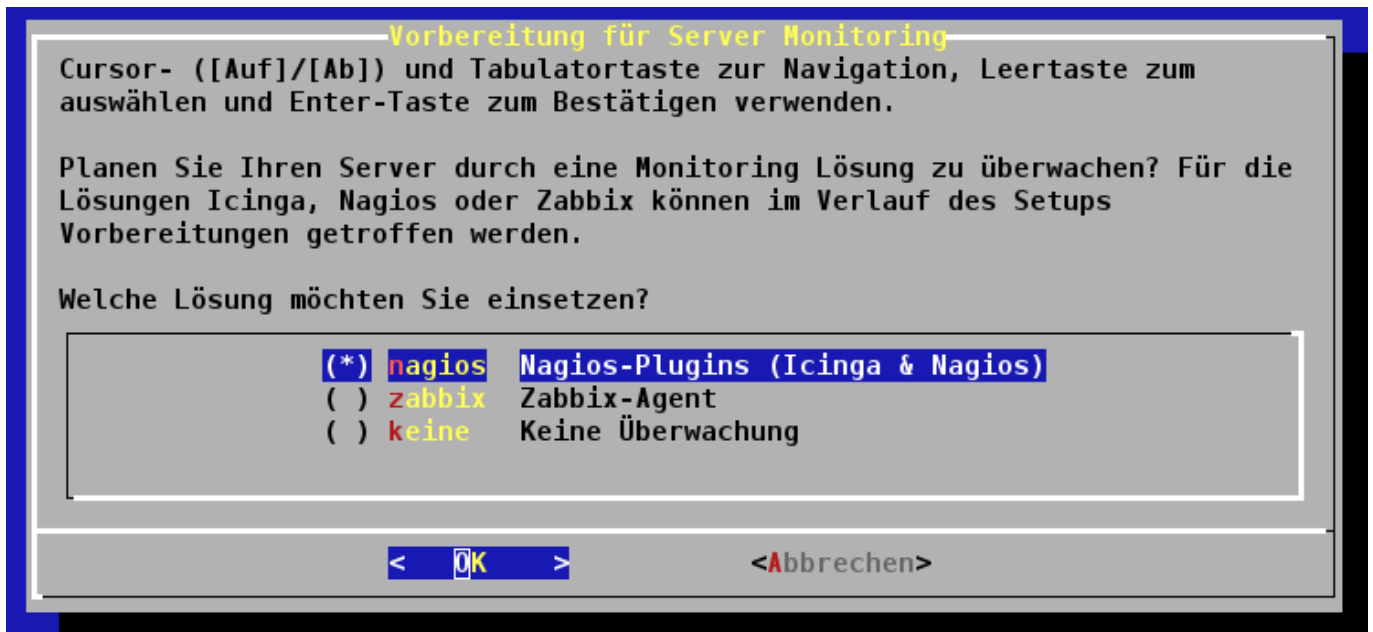 Vorbereitung für Server Monitoring
Cursor- ([Auf]/[Ab]) und Tabulatortaste zur Navigation, Leertaste zum
auswählen und Enter-Taste zum Bestätigen verwenden.
Planen Sie Ihren Server durch eine Monitoring Lösung zu überwachen? Für die
Lösungen Icinga, Nagios oder Zabbix können im Verlauf des Setups
Vorbereitungen getroffen werden.
Welche Lösung möchten Sie einsetzen?
(*) nagios Nagios-Plugins (Icinga & Nagios)
( ) zabbix Zabbix-Agent
( ) keine Keine Überwachung
< OK > <Abbrechen>